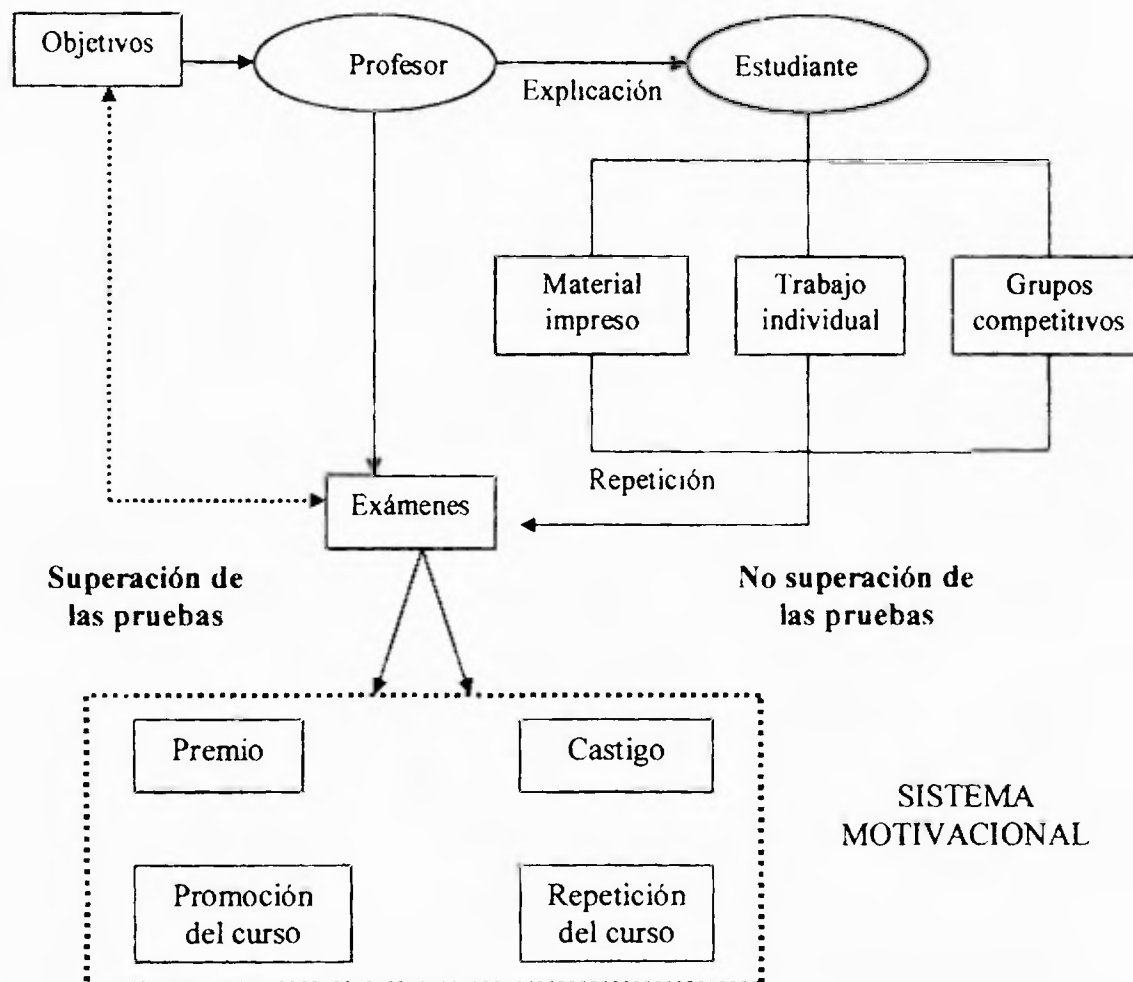 Objetivos
Profesor
Explicación
Estudiante
Material
impreso
Trabajo
individual
Grupos
competitivos
Repetición
Exámenes
Superación de
las pruebas
No superación de
las pruebas
Premio
Castigo
SISTEMA
MOTIVACIONAL
Promoción
del curso
Repetición
del curso